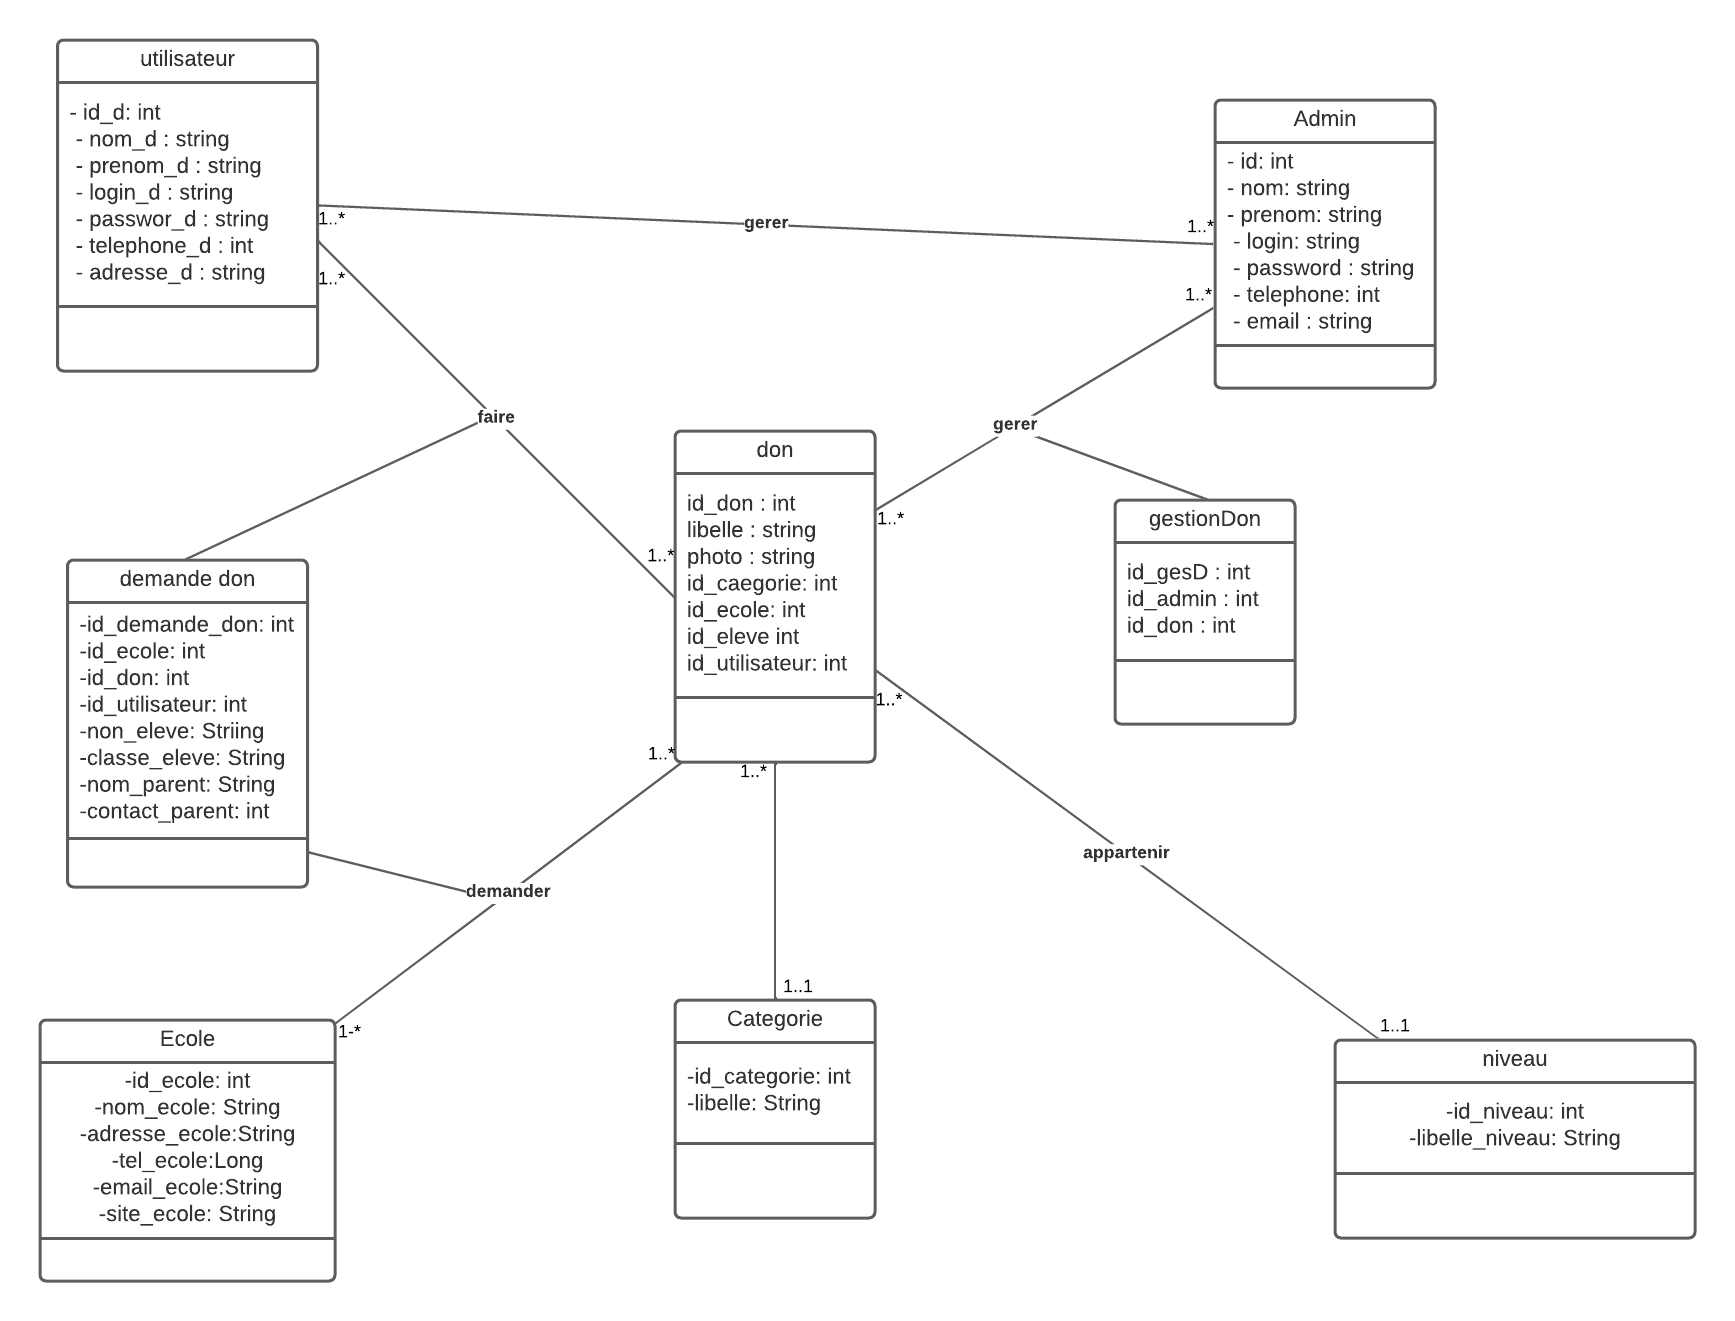 utilisateur
- id_d: int
- nom_d : string
- prenom_d : string
- login_d : string
- passwor_d : string
- telephone_d : int
- adresse_d : string
Admin
- id: int
- nom: string
- prenom: string
- login: string
- password : string
- telephone: int
- email : string
1..*
gerer
1..*
1..*
1..*
faire
gerer
don
id_don : int
libelle : string
photo : string
id_caegorie: int
id_ecole: int
id_eleve int
id_utilisateur: int
1..*
1..*
gestionDon
id_gesD : int
id_admin : int
id_don : int
demande don
-id_demande_don: int
-id_ecole: int
-id_don: int
-id_utilisateur: int
-non_eleve: Striing
-classe_eleve: String
-nom_parent: String
-contact_parent: int
1..*
1..*
1..*
appartenir
demander
1..1
1..1
1-*
Ecole
-id_ecole: int
-nom_ecole: String
-adresse_ecole:String
-tel_ecole:Long
-email_ecole:String
-site_ecole: String
Categorie
-id_categorie: int
-libelle: String
niveau
-id_niveau: int
-libelle_niveau: String